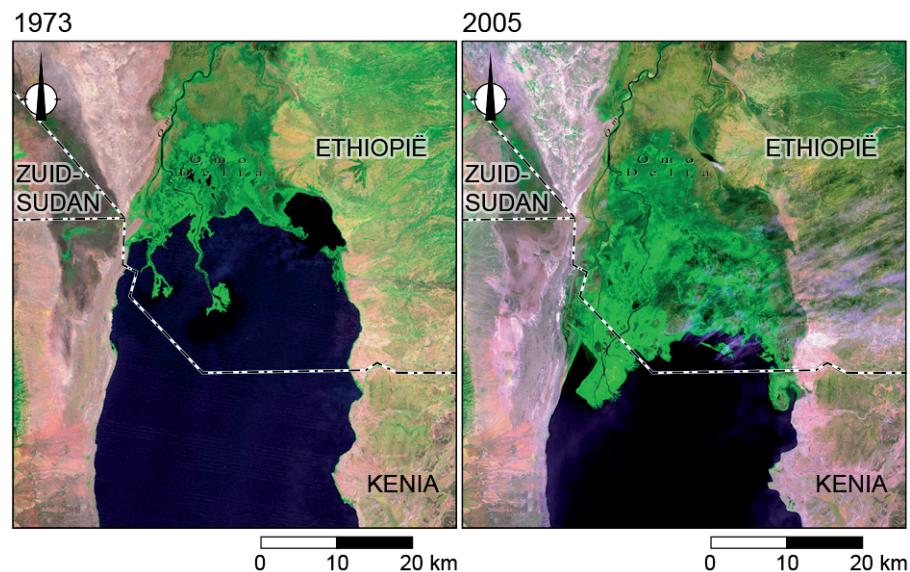 1973
ETHIOPIË
ZUID-
SUDAN
Omo
Delta
KENIA
0 10 20 km
2005
ETHIOPIË
ZUID-
SUDAN
Omo
Delta
KENIA
0 10 20 km